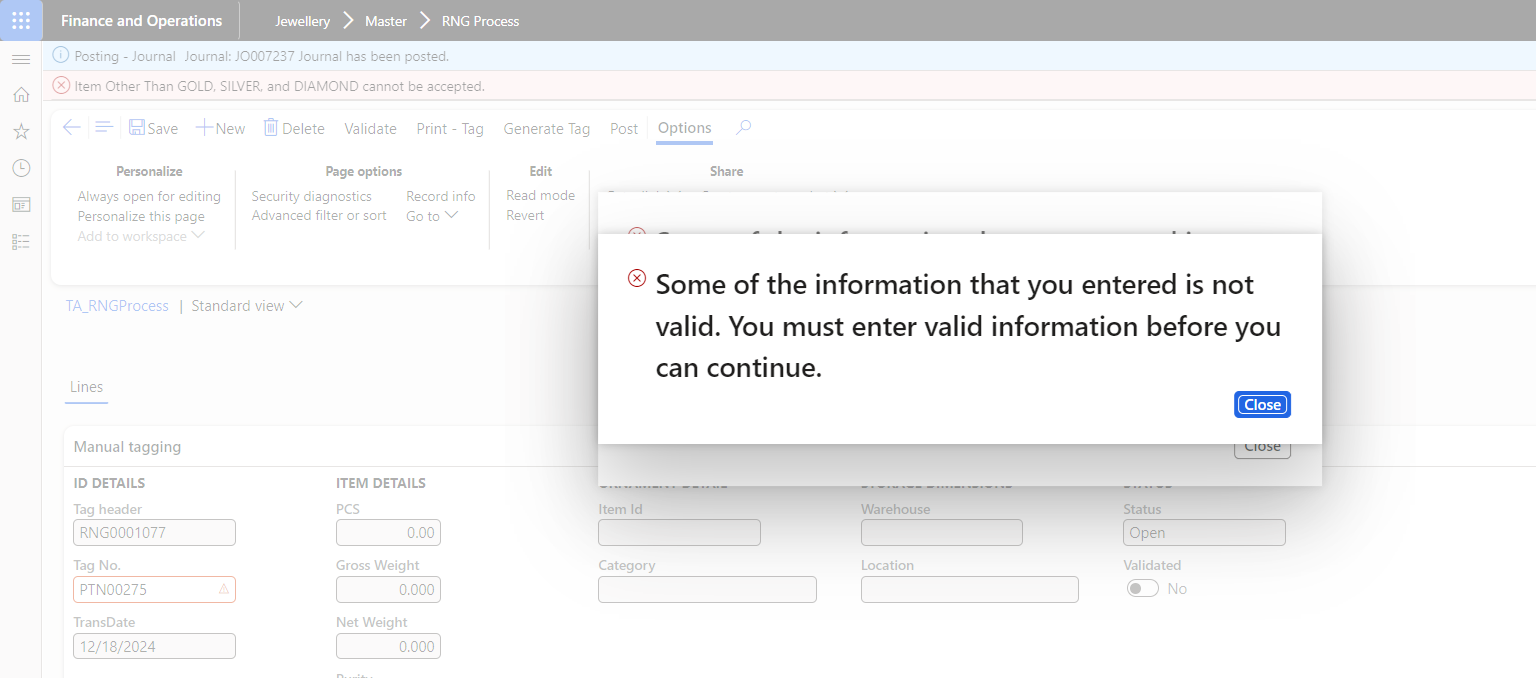 Finance and Operations
Jewellery
Master
RNG Process
Posting - Journal Journal: JO007237 Journal has been posted.
Item Other Than GOLD, SILVER, and DIAMOND cannot be accepted.
Save
New
Delete
Validate
Print - Tag
Generate Tag
Post
Options
Personalize
Always open for editing
Personalize this page
Add to workspace
Page options
Security diagnostics
Advanced filter or sort
Record info
Go to
Edit
Read mode
Revert
Share
Some of the information that you entered is not
valid. You must enter valid information before you
can continue.
Close
Close
TA_RNGProcess | Standard view
Lines
Manual tagging
ID DETAILS
Tag header
RNG0001077
Tag No.
PTN00275
TransDate
12/18/2024
ITEM DETAILS
PCS
0.00
Gross Weight
0.000
Net Weight
0.000
Item Id
Category
Warehouse
Location
Status
Open
Validated
No